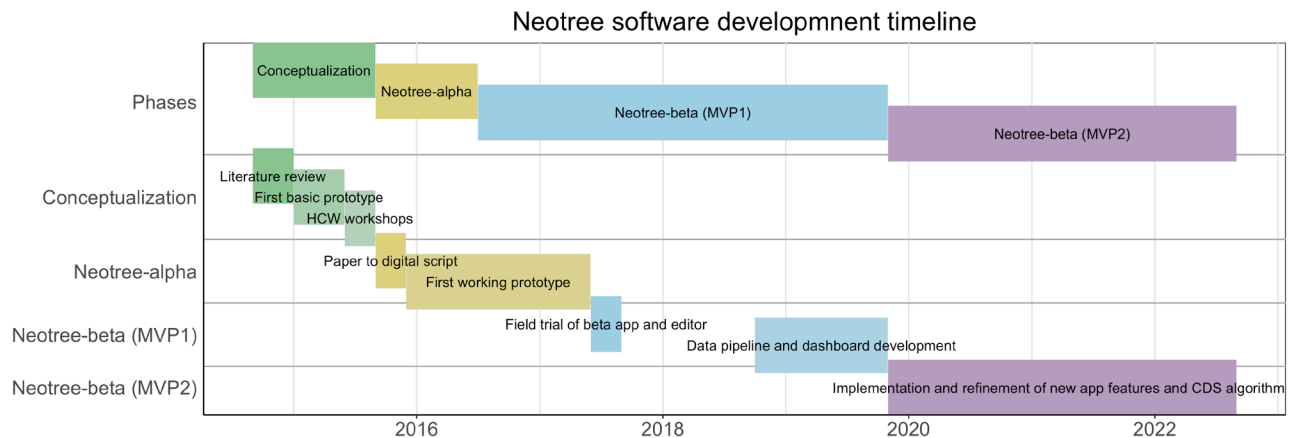 Neotree software developmnent timeline
Phases
Conceptualization
Neotree-alpha
Neotree-beta (MVP1)
Neotree-beta (MVP2)
Conceptualization
Literature review
First basic prototype
HCW workshops
Neotree-alpha
Paper to digital script
First working prototype
Neotree-beta (MVP1)
Field trial of beta app and editor
Data pipeline and dashboard development
Neotree-beta (MVP2)
Implementation and refinement of new app features and CDS algorithm
2016 2018 2020 2022